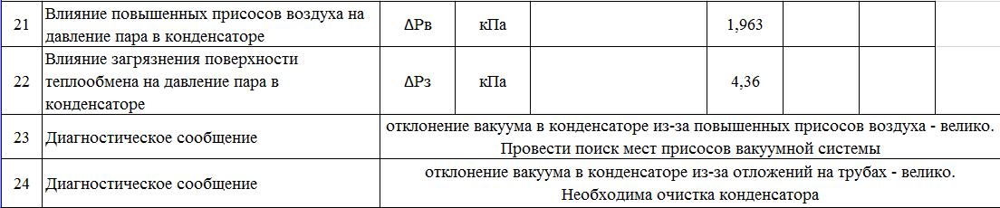 21 Влияние повышенных присосов воздуха на давление пара в конденсаторе ΔРв кПа 1,963
22 Влияние загрязнения поверхности теплообмена на давление пара в конденсаторе ΔРз кПа 4,36
23 Диагностическое сообщение отклонение вакуума в конденсаторе из-за повышенных присосов воздуха - велико.
Провести поиск мест присосов вакуумной системы
24 Диагностическое сообщение отклонение вакуума в конденсаторе из-за отложений на трубах - велико.
Необходима очистка конденсатора